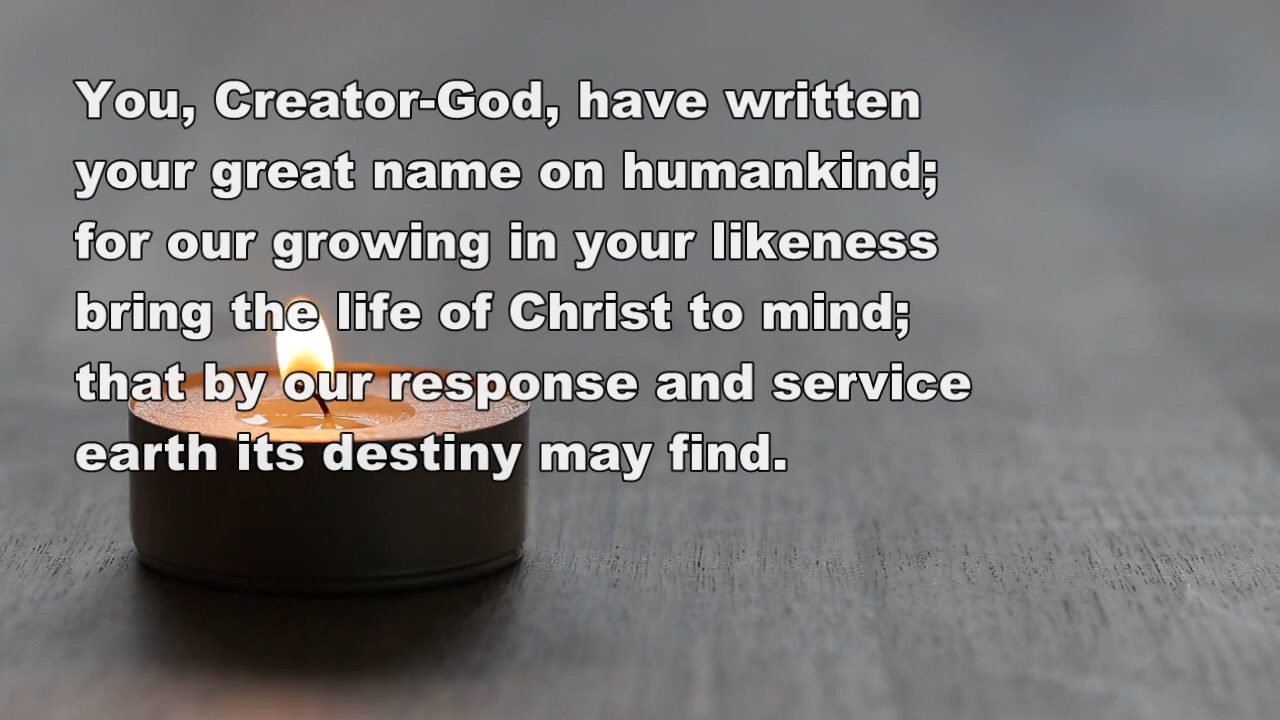 You, Creator-God, have written
your great name on humankind;
for our growing in your likeness
bring the life of Christ to mind;
that by our response and service
earth its destiny may find.